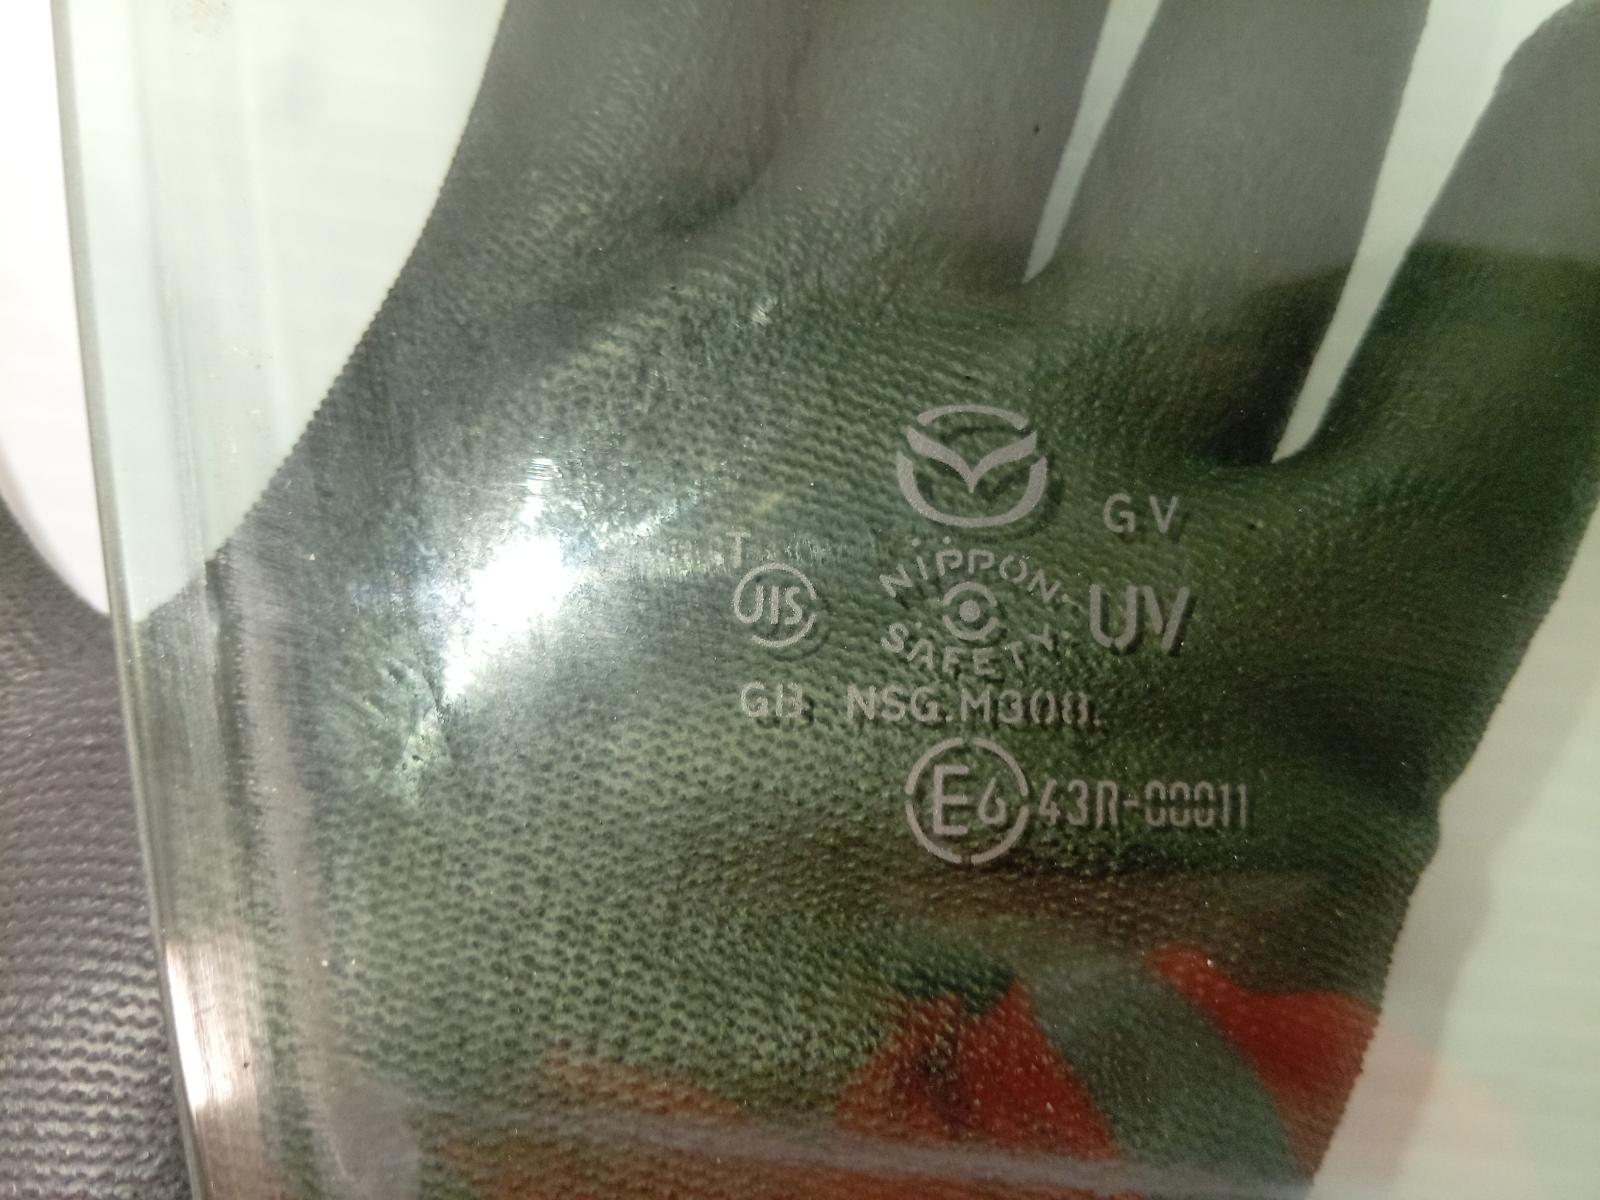 GV
T
JIS
NIPPON
SAFETY
UV
GB NSG.M308.
E6 43R-00011